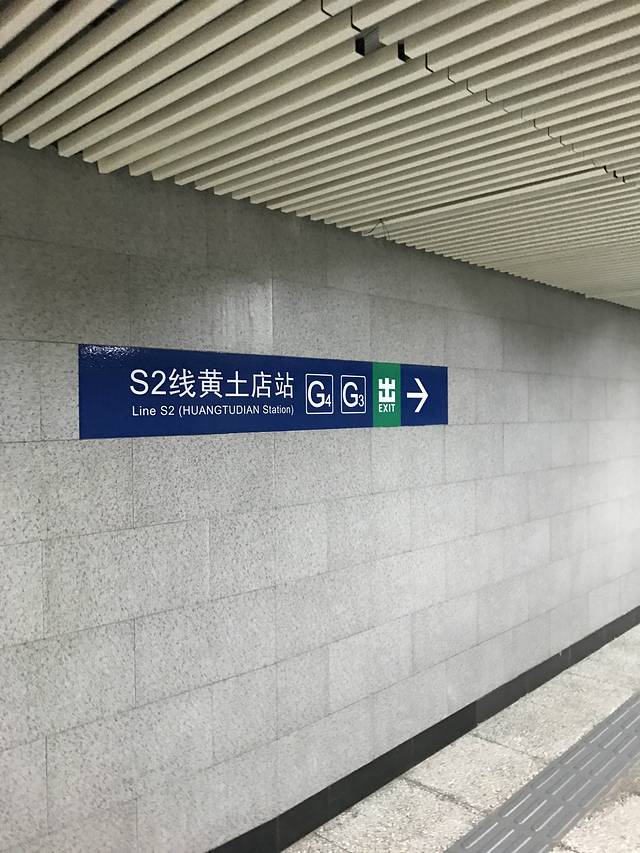 S2线黄土店站
Line S2 (HUANGTUDIAN Station)
G4 G3
出
EXIT